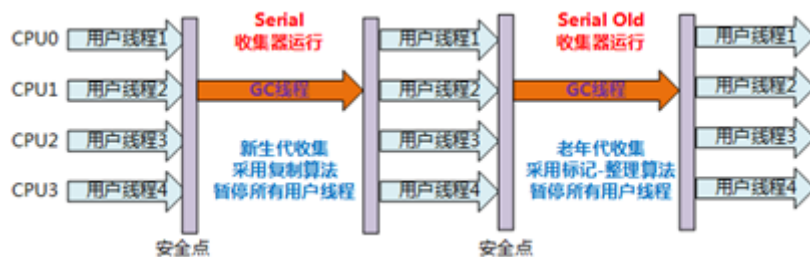 Serial
收集器运行
Serial Old
收集器运行
CPU0 用户线程1 用户线程1 用户线程1
CPU1 用户线程2 GC线程 用户线程2 GC线程 用户线程2
CPU2 用户线程3 用户线程3 用户线程3
CPU3 用户线程4 用户线程4 用户线程4
新生代收集
采用复制算法
暂停所有用户线程
老年代收集
采用标记-整理算法
暂停所有用户线程
安全点
安全点